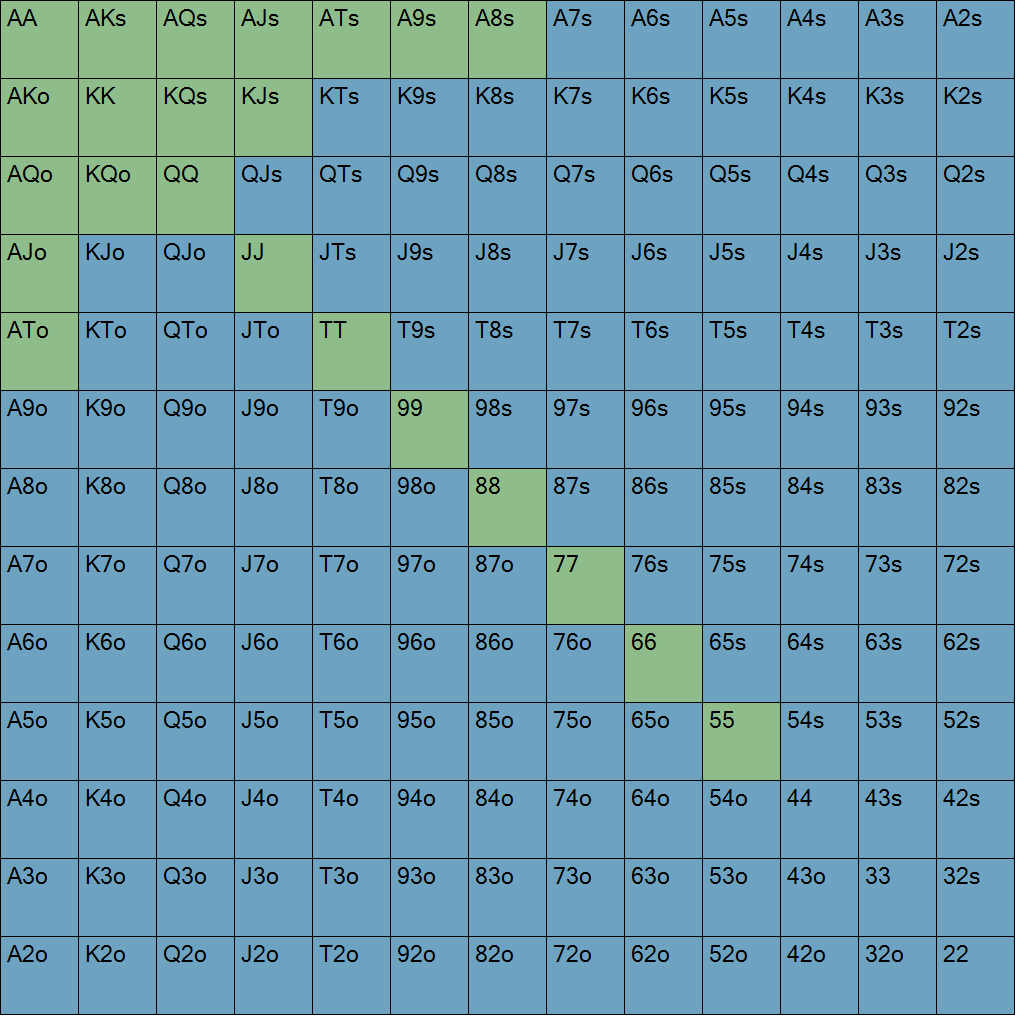 AA AKs AQs AJs ATs A9s A8s A7s A6s A5s A4s A3s A2s
AKo KK KQs KJs KTs K9s K8s K7s K6s K5s K4s K3s K2s
AQo KQo QQ QJs QTs Q9s Q8s Q7s Q6s Q5s Q4s Q3s Q2s
AJo KJo QJo JJ JTs J9s J8s J7s J6s J5s J4s J3s J2s
ATo KTo QTo JTo TT T9s T8s T7s T6s T5s T4s T3s T2s
A9o K9o Q9o J9o T9o 99 98s 97s 96s 95s 94s 93s 92s
A8o K8o Q8o J8o T8o 98o 88 87s 86s 85s 84s 83s 82s
A7o K7o Q7o J7o T7o 97o 87o 77 76s 75s 74s 73s 72s
A6o K6o Q6o J6o T6o 96o 86o 76o 66 65s 64s 63s 62s
A5o K5o Q5o J5o T5o 95o 85o 75o 65o 55 54s 53s 52s
A4o K4o Q4o J4o T4o 94o 84o 74o 64o 54o 44 43s 42s
A3o K3o Q3o J3o T3o 93o 83o 73o 63o 53o 43o 33 32s
A2o K2o Q2o J2o T2o 92o 82o 72o 62o 52o 42o 32o 22